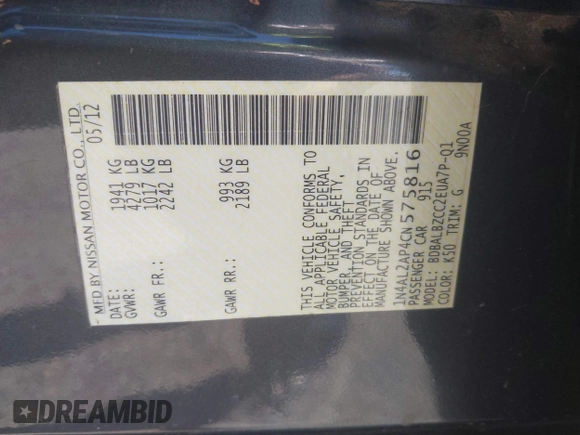 MFD BY NISSAN MOTOR CO., LTD.
DATE: 05/12
GVWR: 1941 KG
4279 LB
GAWR FR: 1017 KG
2242 LB
GAWR RR: 993 KG
2189 LB
THIS VEHICLE CONFORMS TO
ALL APPLICABLE FEDERAL
MOTOR VEHICLE SAFETY,
BUMPER, AND THEFT
PREVENTION STANDARDS IN
EFFECT ON THE DATE OF
MANUFACTURE SHOWN ABOVE.
1N4AL2AP4CN575816
PASSENGER CAR 915
MODEL: BDBALBZCC2EUA7P-Q1
COLOR: K50 TRIM: G 9N00A
DREAMBID